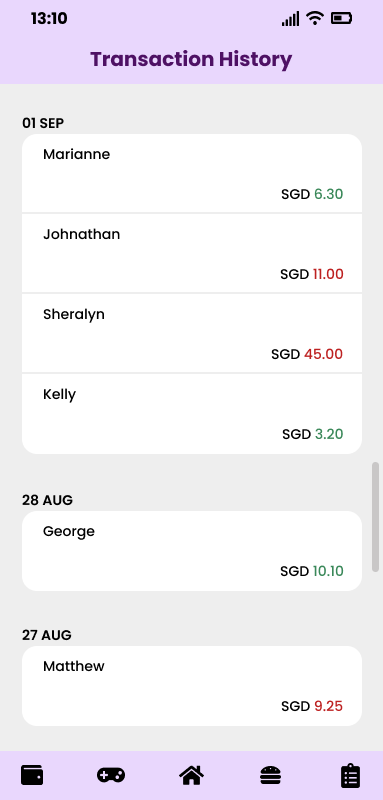 13:10
Transaction History
01 SEP
Marianne
SGD 6.30
Johnathan
SGD 11.00
Sheralyn
SGD 45.00
Kelly
SGD 3.20
28 AUG
George
SGD 10.10
27 AUG
Matthew
SGD 9.25